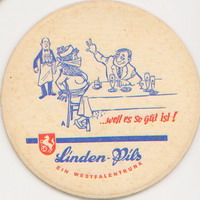 ...weil es so gut ist!
Linden-Pils
EIN WESTFALENTRUNK